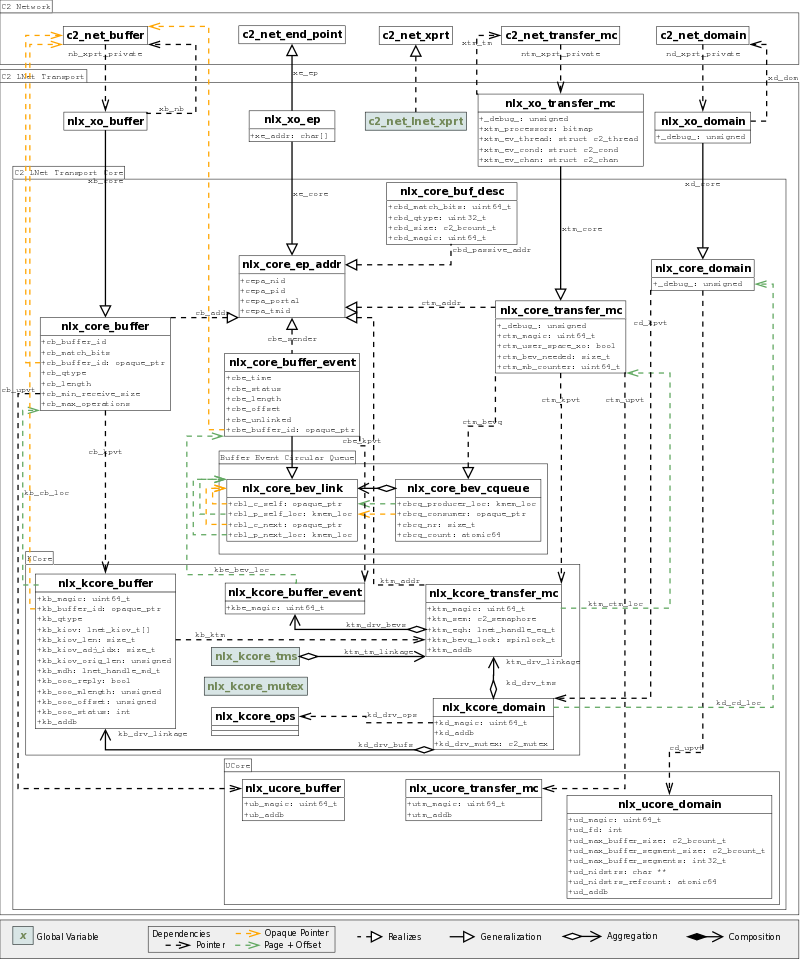 C2 Network
c2_net_buffer
c2_net_end_point
c2_net_xprt
c2_net_transfer_mc
c2_net_domain
nb_xprt_private
xtm_tm
ntm_xprt_private
nd_xprt_private
C2 LNet Transport
xe_ep
xd_dom
xb_nb
nlx_xo_buffer
nlx_xo_ep
+xe_addr: char[]
c2_net_lnet_xprt
nlx_xo_transfer_mc
+_debug_: unsigned
+xtm_processors: bitmap
+xtm_ev_thread: struct c2_thread
+xtm_ev_cond: struct c2_cond
+xtm_ev_chan: struct c2_chan
nlx_xo_domain
+_debug_: unsigned
C2 LNet Transport Core
xb_core
xe_core
xd_core
xtm_core
nlx_core_buf_desc
+cbd_match_bits: uint64_t
+cbd_qtype: uint32_t
+cbd_size: c2_bcount_t
+cbd_magic: uint64_t
cbd_passive_addr
nlx_core_ep_addr
+cepa_nid
+cepa_pid
+cepa_portal
+cepa_tmid
nlx_core_domain
+_debug_: unsigned
cb_addr
ctm_addr
nlx_core_transfer_mc
+_debug_: unsigned
+ctm_magic: uint64_t
+ctm_user_space_xo: bool
+ctm_bev_needed: size_t
+ctm_mb_counter: uint64_t
cd_kpvt
nlx_core_buffer
+cb_buffer_id
+cb_match_bits
+cb_buffer_id: opaque_ptr
+cb_qtype
+cb_length
+cb_min_receive_size
+cb_max_operations
cb_upvt
cbe_sender
nlx_core_buffer_event
+cbe_time
+cbe_status
+cbe_length
+cbe_offset
+cbe_unlinked
+cbe_buffer_id: opaque_ptr
ctm_kpvt
ctm_upvt
ctm_bevq
cbe_kpvt
cb_kpvt
Buffer Event Circular Queue
nlx_core_bev_link
+cbl_c_self: opaque_ptr
+cbl_p_self_loc: kmem_loc
+cbl_c_next: opaque_ptr
+cbl_p_next_loc: kmem_loc
nlx_core_bev_cqueue
+cbcq_producer_loc: kmem_loc
+cbcq_consumer: opaque_ptr
+cbcq_nr: size_t
+cbcq_count: atomic64
kb_cb_loc
KCore
kbe_bev_loc
nlx_kcore_buffer
+kb_magic: uint64_t
+kb_buffer_id: opaque_ptr
+kb_qtype
+kb_kiov: lnet_kiov_t[]
+kb_kiov_len: size_t
+kb_kiov_adj_idx: size_t
+kb_kiov_orig_len: unsigned
+kb_mdh: lnet_handle_md_t
+kb_ooo_reply: bool
+kb_ooo_mlength: unsigned
+kb_ooo_offset: unsigned
+kb_ooo_status: int
+kb_addb
nlx_kcore_buffer_event
+kbe_magic: uint64_t
ktm_addr
nlx_kcore_transfer_mc
+ktm_magic: uint64_t
+ktm_sem: c2_semaphore
+ktm_eqh: lnet_handle_eq_t
+ktm_bevq_lock: spinlock_t
+ktm_addb
ktm_ctm_loc
ktm_drv_bevs
kb_ktm
nlx_kcore_tms
ktm_tm_linkage
ktm_drv_linkage
nlx_kcore_mutex
kd_drv_tms
nlx_kcore_ops
kd_drv_ops
nlx_kcore_domain
+kd_magic: uint64_t
+kd_addb
+kd_drv_mutex: c2_mutex
kd_cd_loc
kb_drv_linkage
kd_drv_bufs
cd_upvt
UCore
nlx_ucore_buffer
+ub_magic: uint64_t
+ub_addb
nlx_ucore_transfer_mc
+utm_magic: uint64_t
+utm_addb
nlx_ucore_domain
+ud_magic: uint64_t
+ud_fd: int
+ud_max_buffer_size: c2_bcount_t
+ud_max_buffer_segment_size: c2_bcount_t
+ud_max_buffer_segments: int32_t
+ud_nidstrs: char **
+ud_nidstrs_refcount: atomic64
+ud_addb
x Global Variable
Dependencies
Opaque Pointer
Pointer
Page + Offset
Realizes
Generalization
Aggregation
Composition